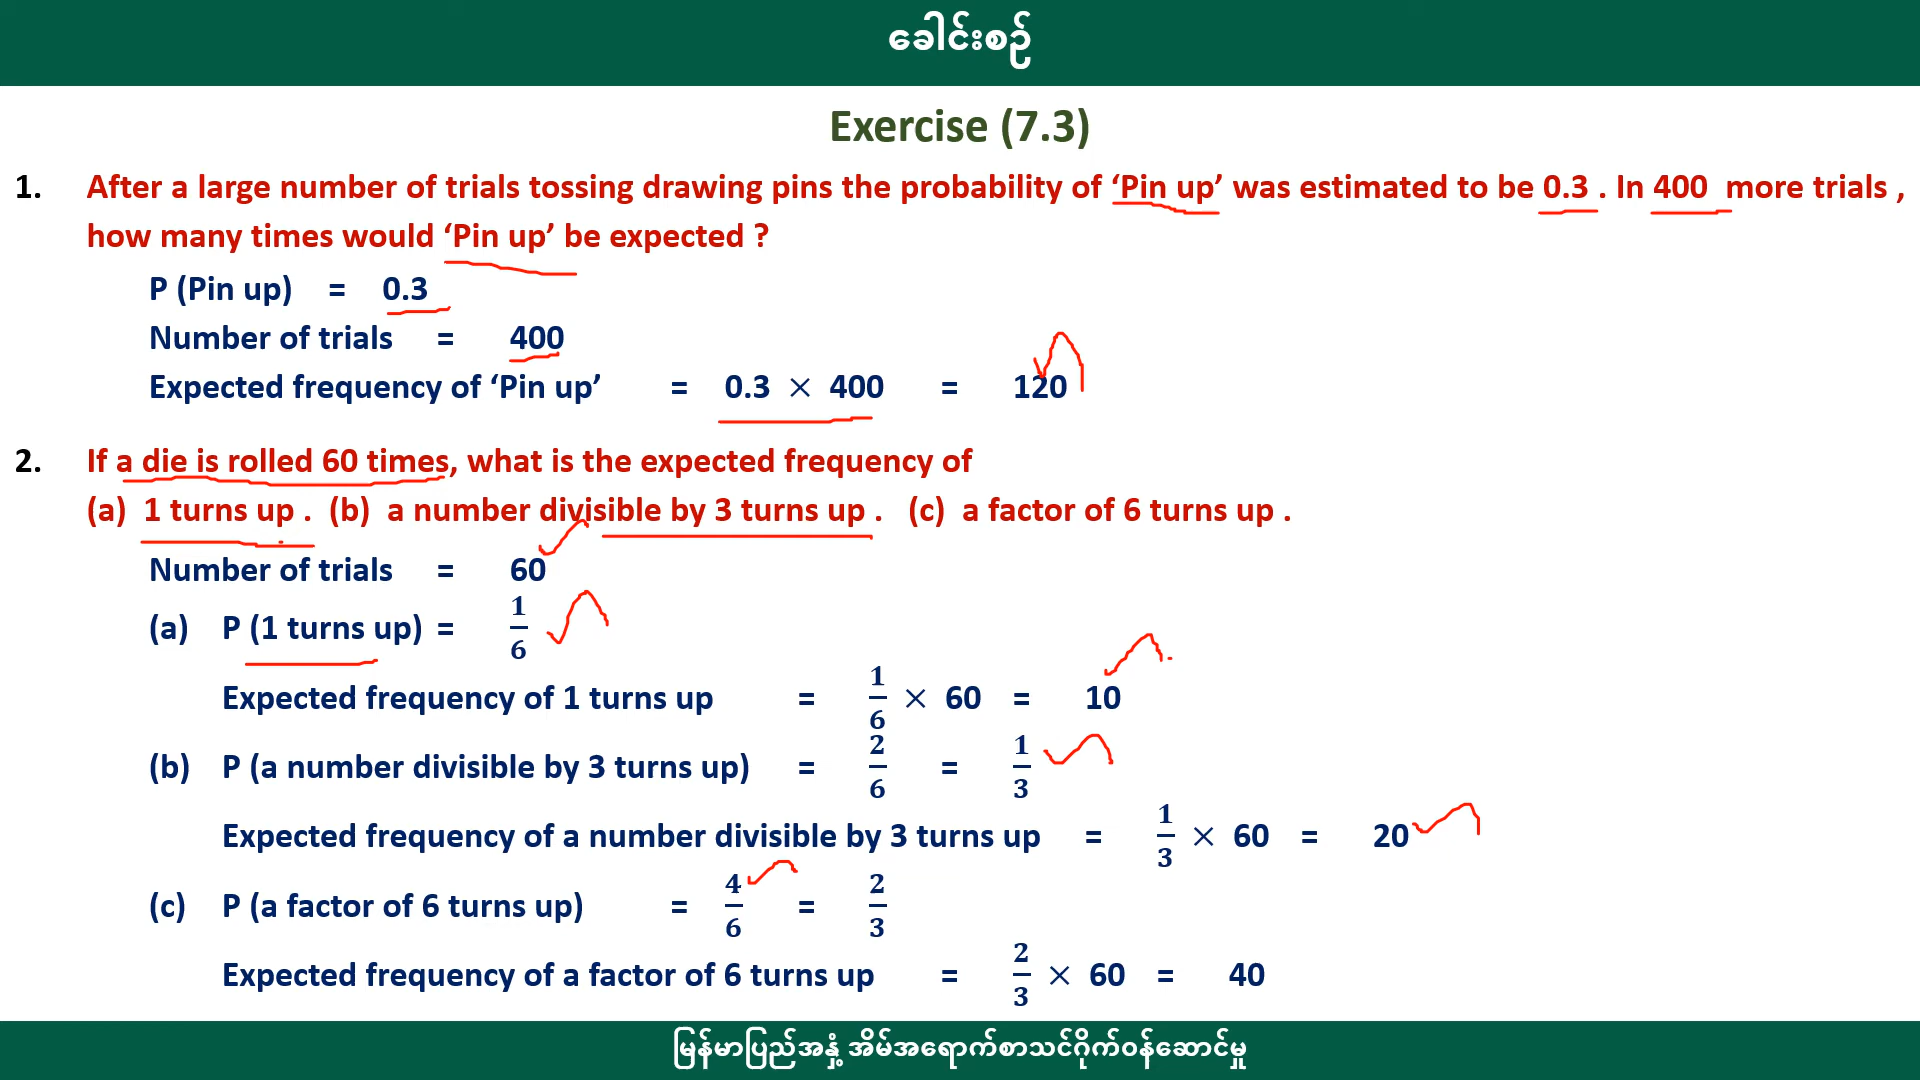 ခေါင်းစဉ်
Exercise (7.3)
1. After a large number of trials tossing drawing pins the probability of ‘Pin up’ was estimated to be 0.3 . In 400 more trials ,
how many times would ‘Pin up’ be expected ?
P (Pin up) = 0.3
Number of trials = 400
Expected frequency of ‘Pin up’ = 0.3 × 400 = 120
2. If a die is rolled 60 times, what is the expected frequency of
(a) 1 turns up . (b) a number divisible by 3 turns up . (c) a factor of 6 turns up .
Number of trials = 60
(a) P (1 turns up) = 1/6
Expected frequency of 1 turns up = 1/6 × 60 = 10
(b) P (a number divisible by 3 turns up) = 2/6 = 1/3
Expected frequency of a number divisible by 3 turns up = 1/3 × 60 = 20
(c) P (a factor of 6 turns up) = 4/6 = 2/3
Expected frequency of a factor of 6 turns up = 2/3 × 60 = 40
မြန်မာပြည်အနှံ့ အိမ်အရောက်စာသင်ဂိုက်ဝန်ဆောင်မှု